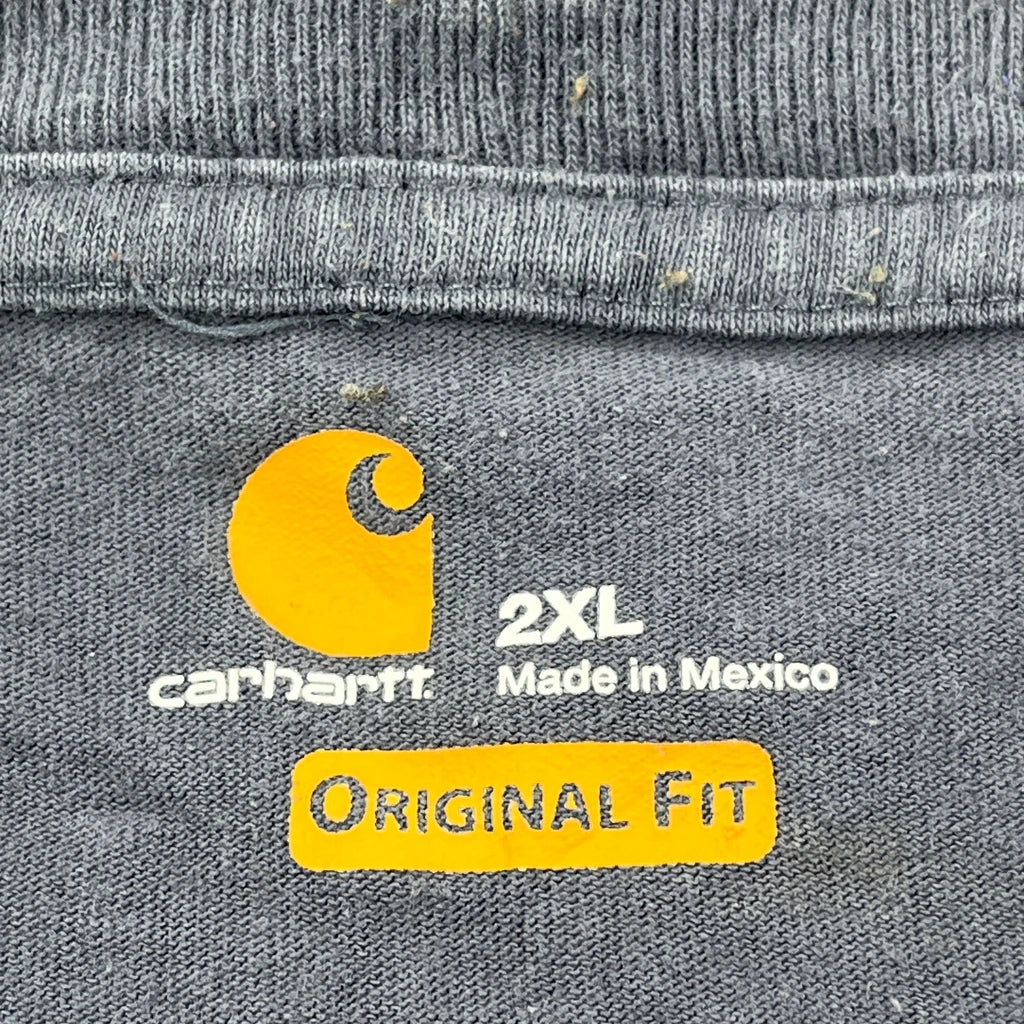 carhartt.
2XL
Made in Mexico
ORIGINAL FIT